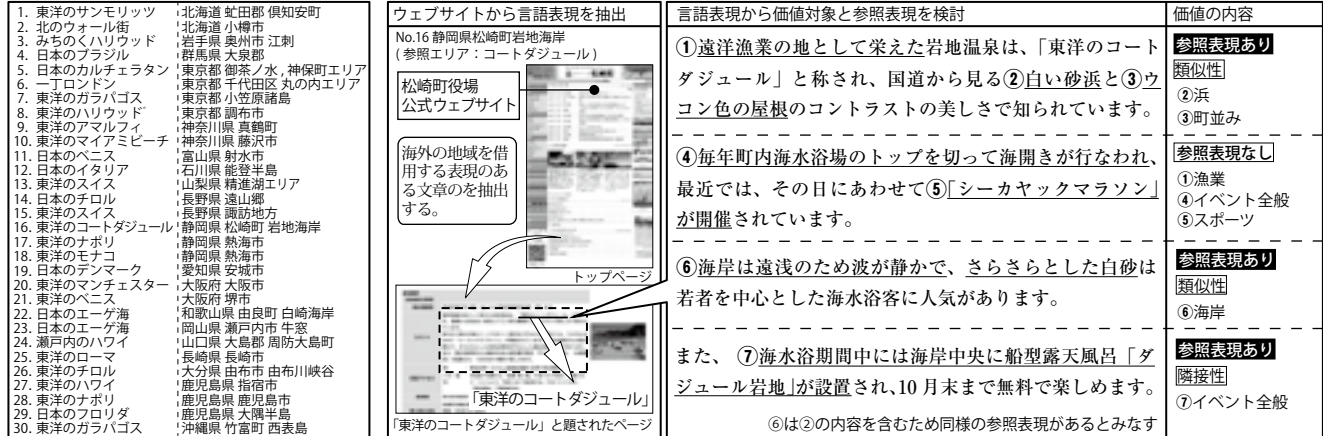 1. 東洋のサンモリッツ 北海道 虻田郡 倶知安町
2. 北のウォール街 北海道 小樽市
3. みちのくハリウッド 岩手県 奥州市 江刺
4. 日本のブラジル 群馬県 大泉郡
5. 日本のカルチェラタン 東京都 御茶ノ水 , 神保町エリア
6. 一丁ロンドン 東京都 千代田区 丸の内エリア
7. 東洋のガラパゴス 東京都 小笠原諸島
8. 東洋のハリウッド 東京都 調布市
9. 東洋のアマルフィ 神奈川県 真鶴町
10. 東洋のマイアミビーチ 神奈川県 藤沢市
11. 日本のベニス 富山県 射水市
12. 日本のイタリア 石川県 能登半島
13. 東洋のスイス 山梨県 精進湖エリア
14. 日本のチロル 長野県 遠山郷
15. 東洋のスイス 長野県 諏訪地方
16. 東洋のコートダジュール 静岡県 松崎町 岩地海岸
17. 東洋のナポリ 静岡県 熱海市
18. 東洋のモナコ 静岡県 熱海市
19. 日本のデンマーク 愛知県 安城市
20. 東洋のマンチェスター 大阪府 大阪市
21. 東洋のベニス 大阪府 堺市
22. 日本のエーゲ海 和歌山県 由良町 白崎海岸
23. 日本のエーゲ海 岡山県 瀬戸内市 牛窓
24. 瀬戸内のハワイ 山口県 大島郡 周防大島町
25. 東洋のローマ 長崎県 長崎市
26. 東洋のチロル 大分県 由布市 由布川峡谷
27. 東洋のハワイ 鹿児島県 指宿市
28. 東洋のナポリ 鹿児島県 鹿児島市
29. 日本のフロリダ 鹿児島県 大隅半島
30. 東洋のガラパゴス 沖縄県 竹富町 西表島
ウェブサイトから言語表現を抽出
No.16 静岡県松崎町岩地海岸
( 参照エリア：コートダジュール )
松崎町役場
公式ウェブサイト
海外の地域を借
用する表現のあ
る文章のを抽出
する。
トップページ
「東洋のコートダジュール」
「東洋のコートダジュール」と題されたページ
言語表現から価値対象と参照表現を検討
①遠洋漁業の地として栄えた岩地温泉は、「東洋のコート
ダジュール」と称され、国道から見る②白い砂浜と③ウ
コン色の屋根のコントラストの美しさで知られています。
④毎年町内海水浴場のトップを切って海開きが行なわれ、
最近では、その日にあわせて⑤「シーカヤックマラソン」
が開催されています。
⑥海岸は遠浅のため波が静かで、さらさらとした白砂は
若者を中心とした海水浴客に人気があります。
また、⑦海水浴期間中には海岸中央に船型露天風呂「ダ
ジュール岩地」が設置され、10 月末まで無料で楽しめます。
⑥は②の内容を含むため同様の参照表現があるとみなす
価値の内容
参照表現あり
類似性
②浜
③町並み
参照表現なし
①漁業
④イベント全般
⑤スポーツ
参照表現あり
類似性
⑥海岸
参照表現あり
隣接性
⑦イベント全般